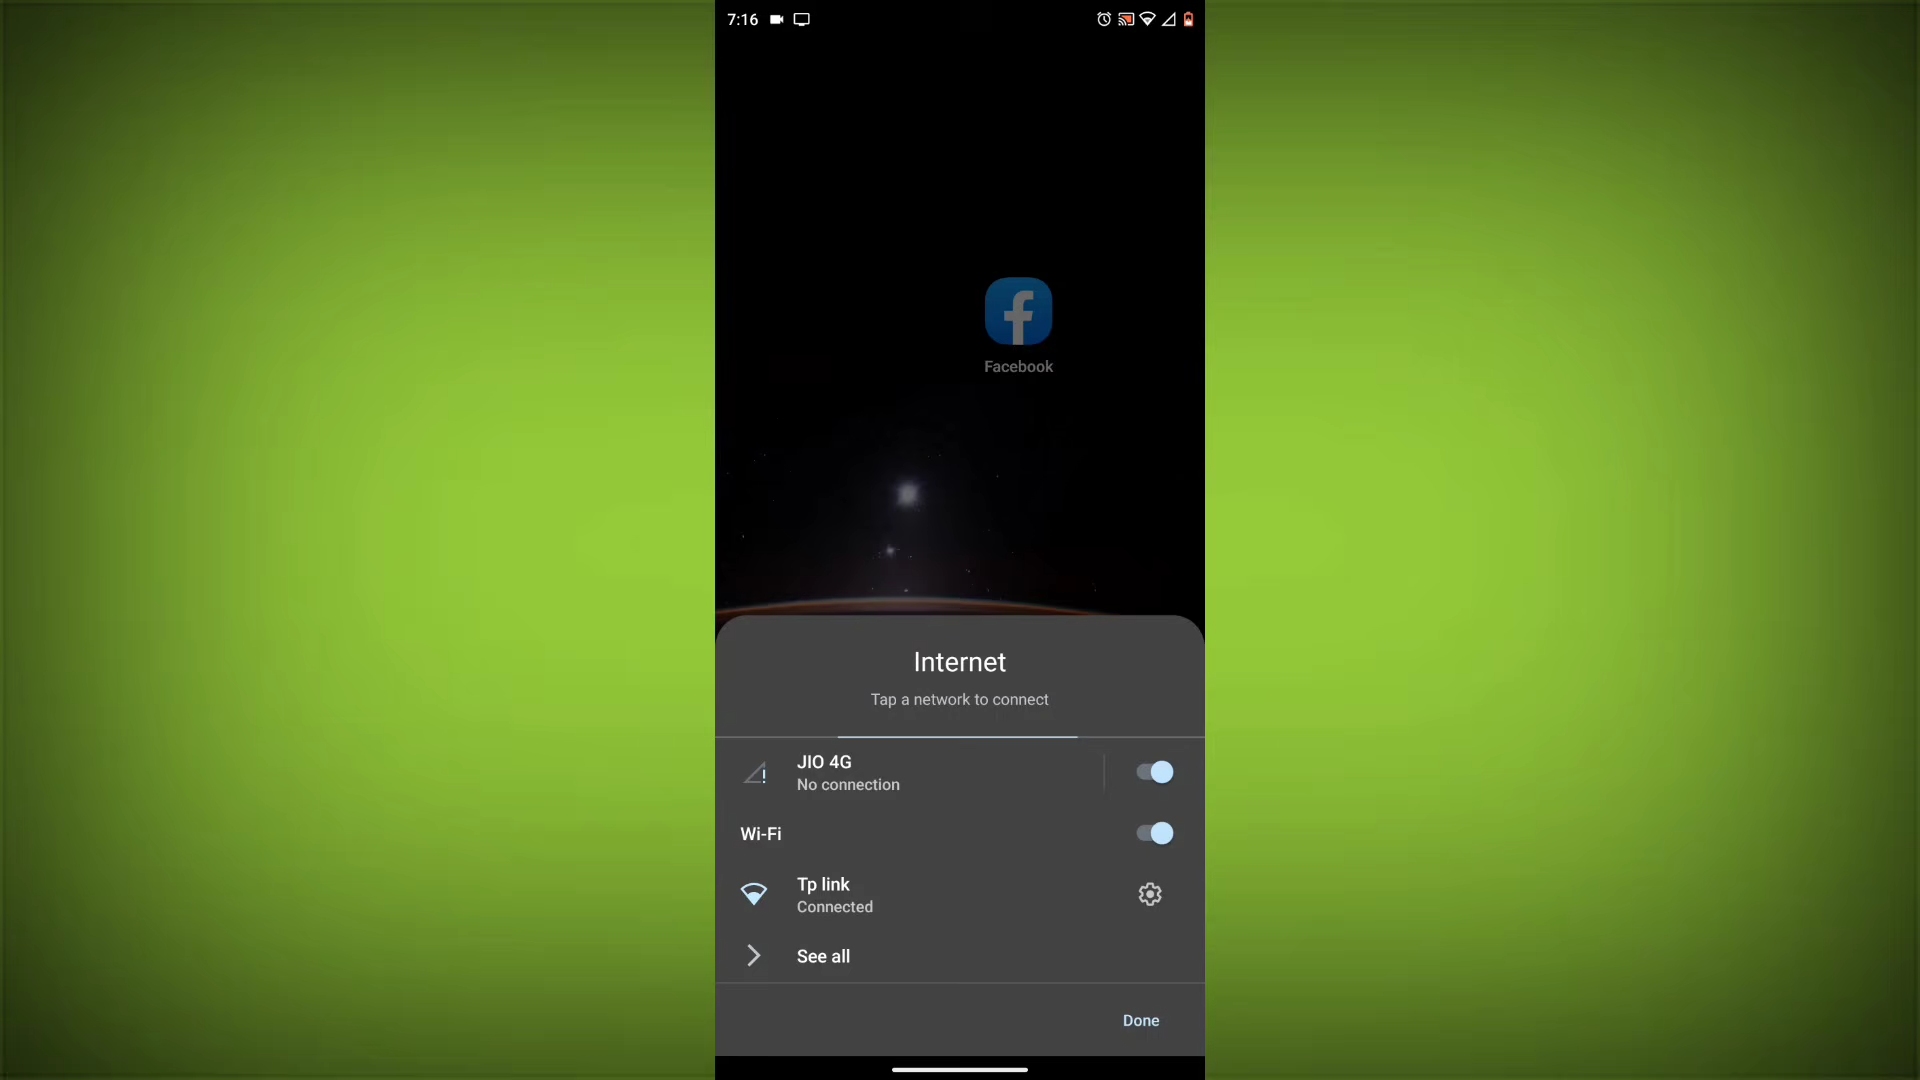 7:16
Facebook
Internet
Tap a network to connect
JIO 4G
No connection
Wi-Fi
Tp link
Connected
See all
Done